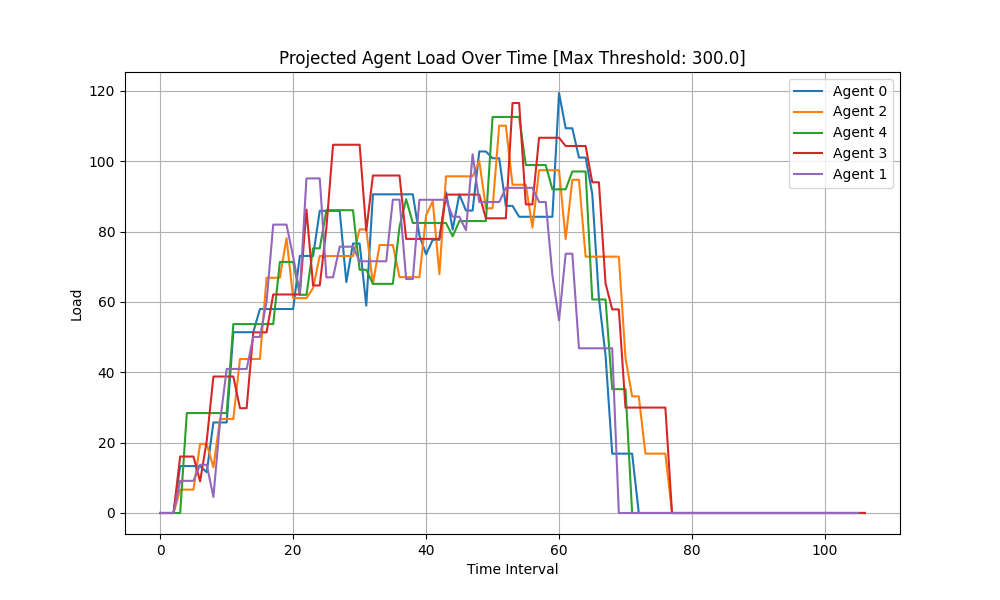 Projected Agent Load Over Time [Max Threshold: 300.0]
120
100
80
60
40
20
0
Load
0 20 40 60 80 100
Time Interval
Agent 0
Agent 2
Agent 4
Agent 3
Agent 1